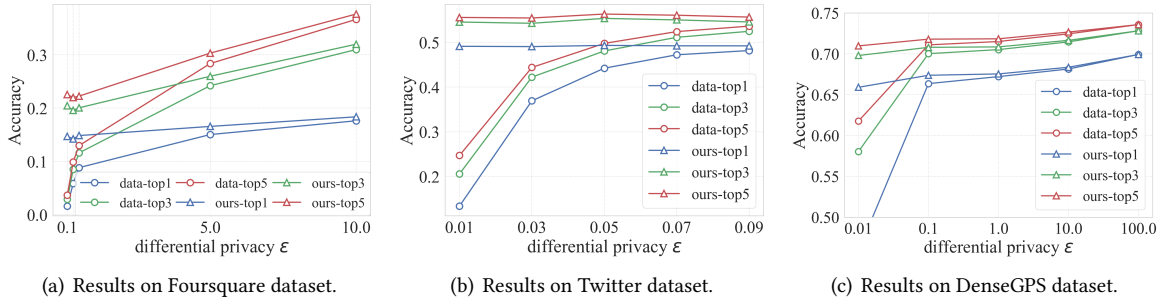 Accuracy
0.3
0.2
0.1
0.0
data-top1
data-top5
ours-top3
data-top3
ours-top1
ours-top5
0.1
5.0
10.0
differential privacy ε
(a) Results on Foursquare dataset.
Accuracy
0.5
0.4
0.3
0.2
data-top1
data-top3
data-top5
ours-top1
ours-top3
ours-top5
0.01
0.03
0.05
0.07
0.09
differential privacy ε
(b) Results on Twitter dataset.
Accuracy
0.75
0.70
0.65
0.60
0.50
data-top1
data-top3
data-top5
ours-top1
ours-top3
ours-top5
0.01
0.1
1.0
10.0
100.0
differential privacy ε
(c) Results on DenseGPS dataset.